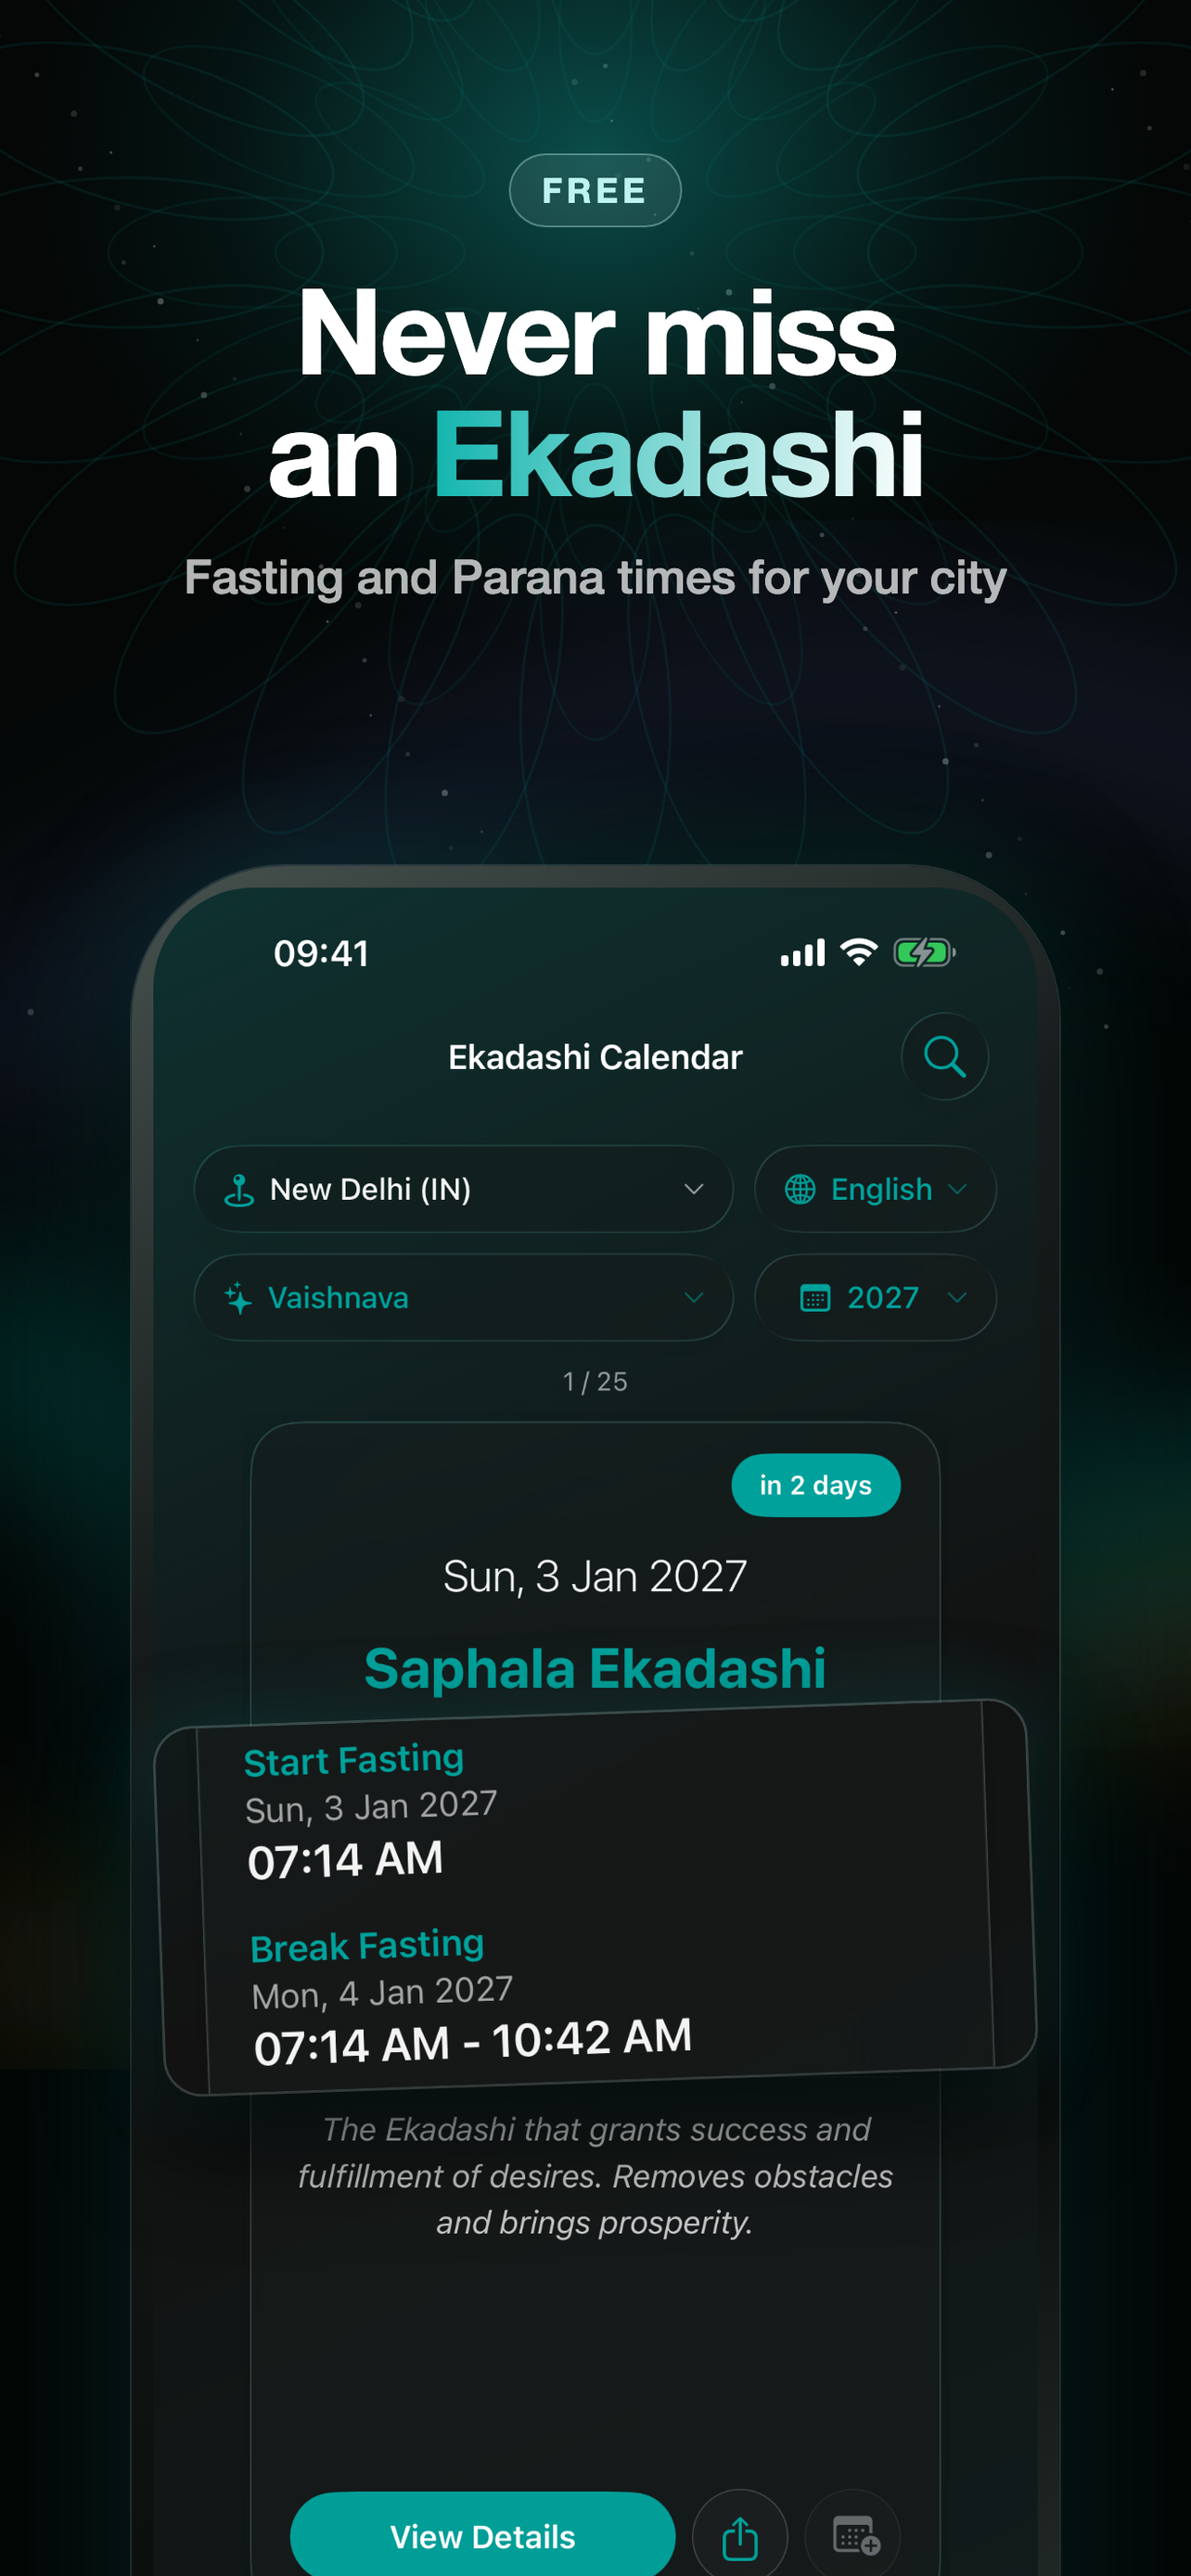 FREE
Never miss
an Ekadashi
Fasting and Parana times for your city
09:41
Ekadashi Calendar
New Delhi (IN)
English
Vaishnava
2027
1 / 25
in 2 days
Sun, 3 Jan 2027
Saphala Ekadashi
Start Fasting
Sun, 3 Jan 2027
07:14 AM
Break Fasting
Mon, 4 Jan 2027
07:14 AM - 10:42 AM
The Ekadashi that grants success and
fulfillment of desires. Removes obstacles
and brings prosperity.
View Details